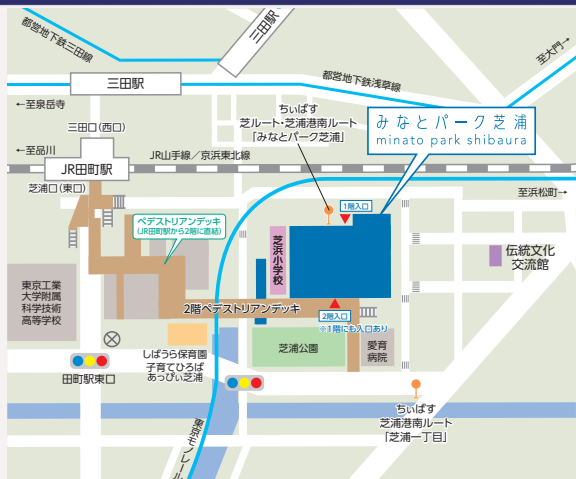 三田駅
都営地下鉄三田線
至大門→
三田駅
都営地下鉄浅草線
←至泉岳寺
ちぃばす
芝ルート・芝浦港南ルート
「みなとパーク芝浦」
みなとパーク芝浦
minato park shibaura
三田口(西口)
←至品川
JR田町駅
JR山手線／京浜東北線
芝浦口(東口)
至浜松町→
1階入口
ペデストリアンデッキ
(JR田町駅から2階に直結)
芝浜小学校
伝統文化
交流館
東京工業
大学附属
科学技術
高等学校
2階ペデストリアンデッキ
2階入口
※1階にも入口あり
しばうら保育園
子育てひろば
あっぴぃ芝浦
芝浦公園
愛育
病院
田町駅東口
ちぃばす
芝浦港南ルート
「芝浦一丁目」
東京モノレール